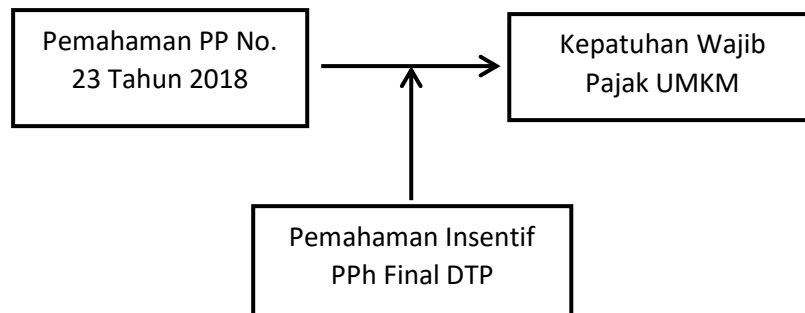 Pemahaman PP No.
23 Tahun 2018
Kepatuhan Wajib
Pajak UMKM
Pemahaman Insentif
PPh Final DTP